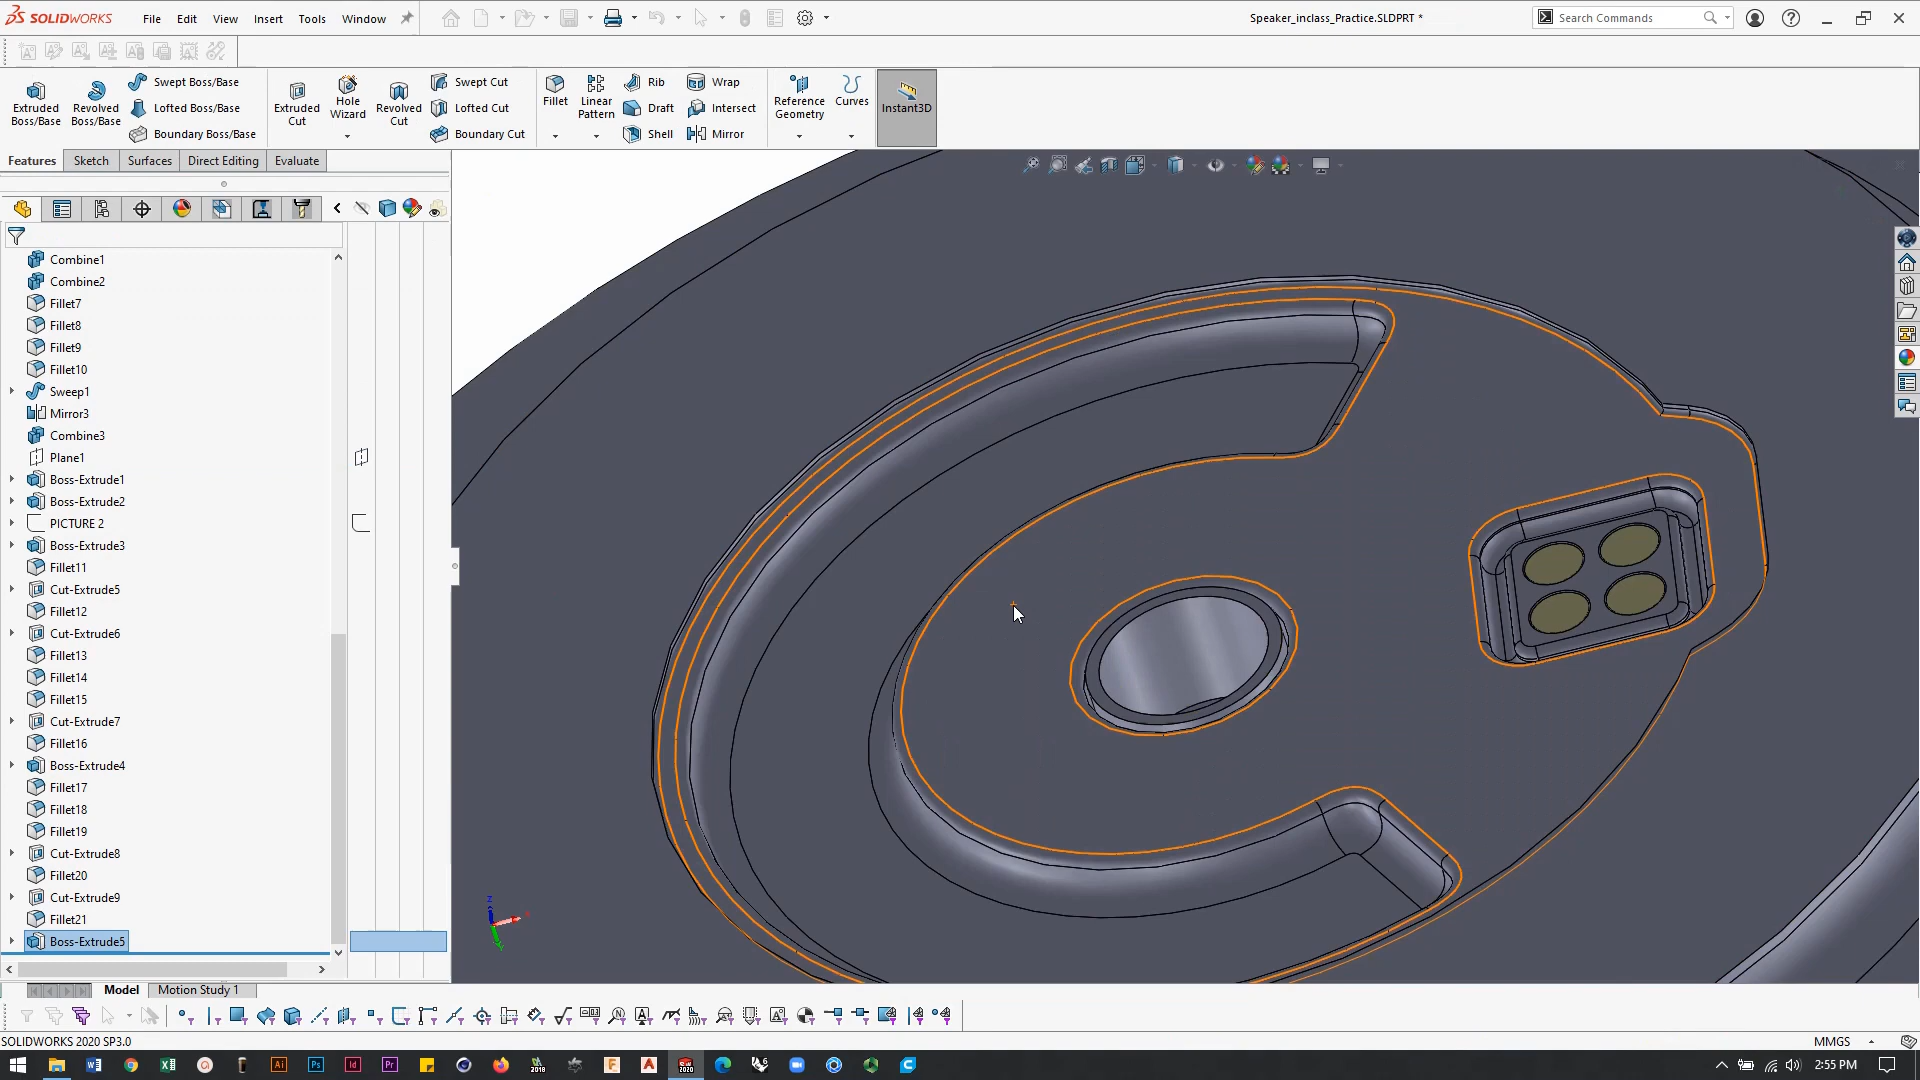 SOLIDWORKS File Edit View Insert Tools Window Speaker_inclass_Practice.SLDPRT * Search Commands
Extruded Boss/Base
Revolved Boss/Base
Swept Boss/Base
Lofted Boss/Base
Boundary Boss/Base
Extruded Cut
Hole Wizard
Revolved Cut
Swept Cut
Lofted Cut
Boundary Cut
Fillet
Linear Pattern
Rib
Draft
Shell
Wrap
Intersect
Mirror
Reference Geometry
Curves
Instant3D
Features Sketch Surfaces Direct Editing Evaluate
Combine1
Combine2
Fillet7
Fillet8
Fillet9
Fillet10
Sweep1
Mirror3
Combine3
Plane1
Boss-Extrude1
Boss-Extrude2
PICTURE 2
Boss-Extrude3
Fillet11
Cut-Extrude5
Fillet12
Cut-Extrude6
Fillet13
Fillet14
Fillet15
Cut-Extrude7
Fillet16
Boss-Extrude4
Fillet17
Fillet18
Fillet19
Cut-Extrude8
Fillet20
Cut-Extrude9
Fillet21
Boss-Extrude5
Model Motion Study 1
SOLIDWORKS 2020 SP3.0 MMGS
2:55 PM